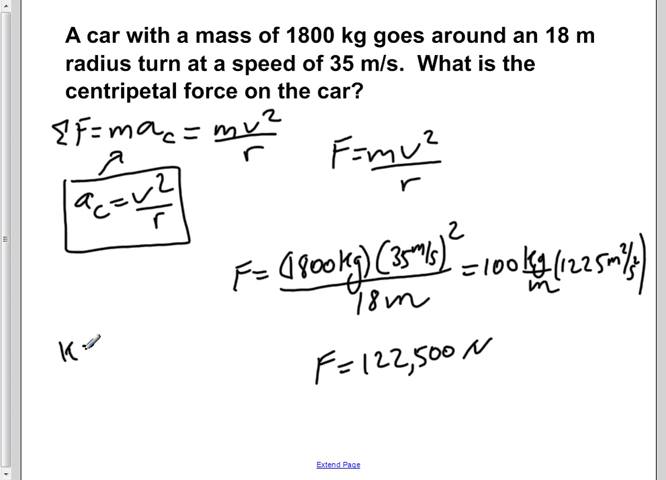 A car with a mass of 1800 kg goes around an 18 m
radius turn at a speed of 35 m/s. What is the
centripetal force on the car?
ΣF=ma_c = mv²/r
F=mv²/r
a_c=v²/r
F= (1800kg)(35m/s)²/18m =100 kg/m (1225m²/s²)
K=
F=122,500 N
Extend Page